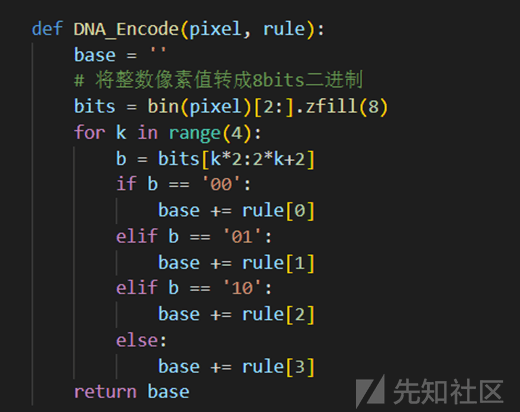 def DNA_Encode(pixel, rule):
    base = ''
    # 将整数像素值转成8bits二进制
    bits = bin(pixel)[2:].zfill(8)
    for k in range(4):
        b = bits[k*2:2*k+2]
        if b == '00':
            base += rule[0]
        elif b == '01':
            base += rule[1]
        elif b == '10':
            base += rule[2]
        else:
            base += rule[3]
    return base
先知社区